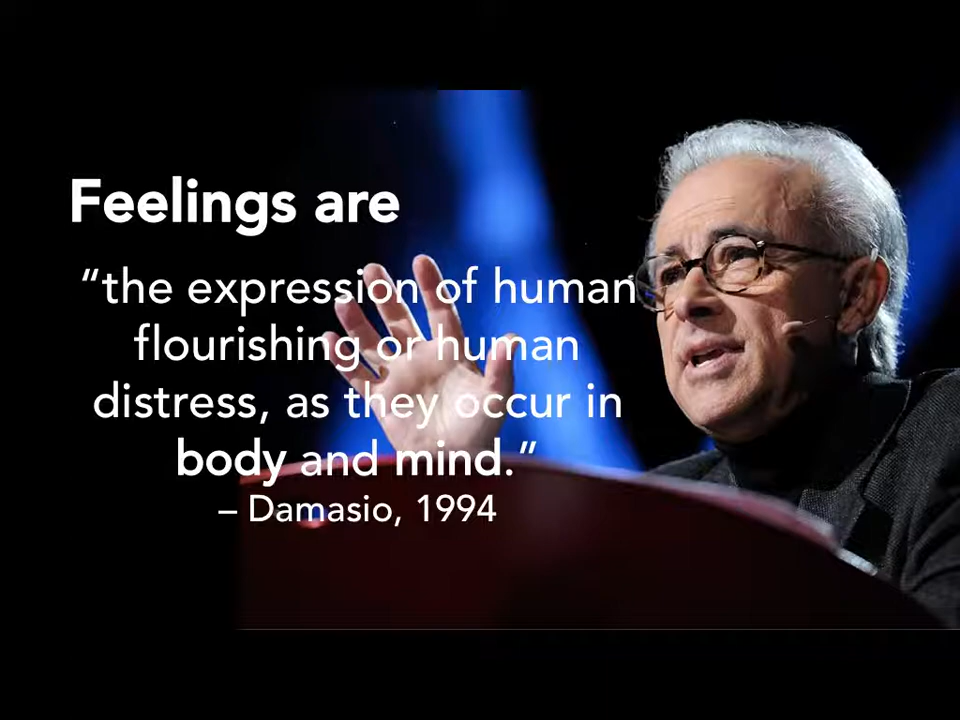 Feelings are
“the expression of human
flourishing or human
distress, as they occur in
body and mind.”
– Damasio, 1994